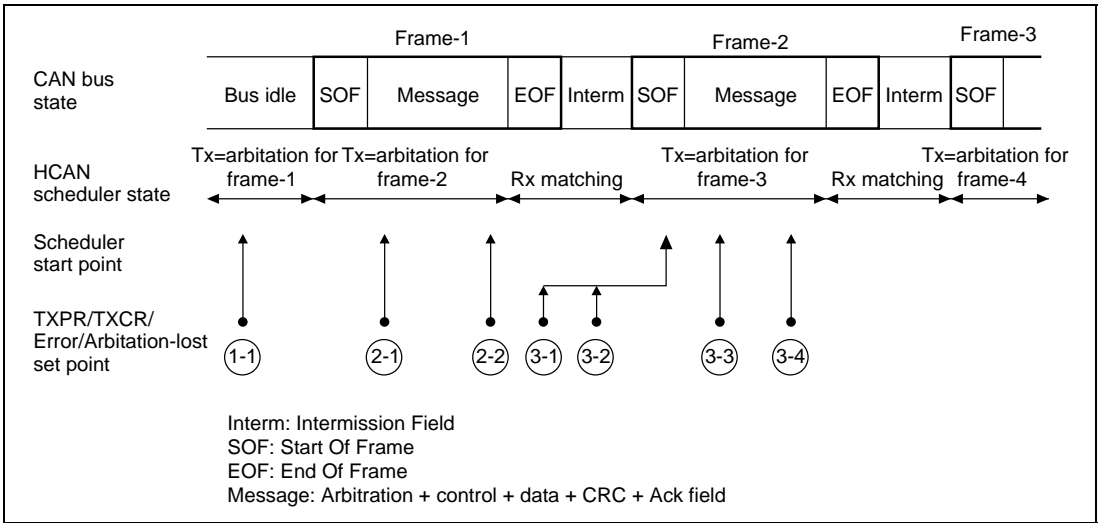 Frame-1 Frame-2 Frame-3
CAN bus
state
Bus idle SOF Message EOF Interm SOF Message EOF Interm SOF
HCAN
scheduler state
Tx=arbitation for
frame-1
Tx=arbitation for
frame-2
Rx matching
Tx=arbitation for
frame-3
Rx matching
Tx=arbitation for
frame-4
Scheduler
start point
TXPR/TXCR/
Error/Arbitation-lost
set point
1-1 2-1 2-2 3-1 3-2 3-3 3-4
Interm: Intermission Field
SOF: Start Of Frame
EOF: End Of Frame
Message: Arbitration + control + data + CRC + Ack field